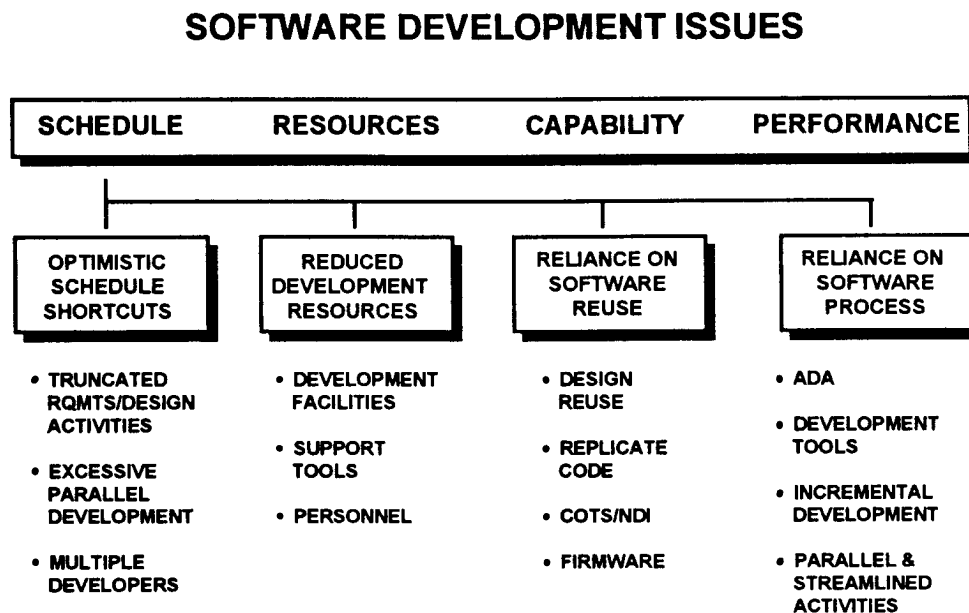 SOFTWARE DEVELOPMENT ISSUES
SCHEDULE RESOURCES CAPABILITY PERFORMANCE
OPTIMISTIC
SCHEDULE
SHORTCUTS
• TRUNCATED
RQMTS/DESIGN
ACTIVITIES
• EXCESSIVE
PARALLEL
DEVELOPMENT
• MULTIPLE
DEVELOPERS
REDUCED
DEVELOPMENT
RESOURCES
• DEVELOPMENT
FACILITIES
• SUPPORT
TOOLS
• PERSONNEL
RELIANCE ON
SOFTWARE
REUSE
• DESIGN
REUSE
• REPLICATE
CODE
• COTS/NDI
• FIRMWARE
RELIANCE ON
SOFTWARE
PROCESS
• ADA
• DEVELOPMENT
TOOLS
• INCREMENTAL
DEVELOPMENT
• PARALLEL &
STREAMLINED
ACTIVITIES